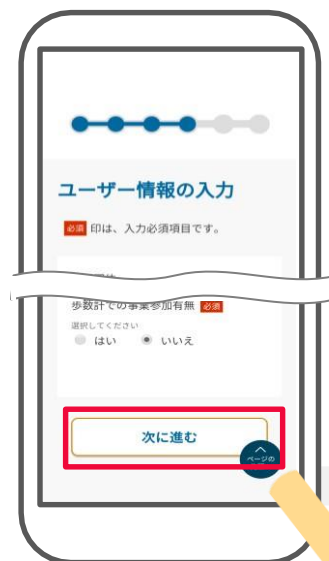 ユーザー情報の入力
必須 印は、入力必須項目です。
歩数計での事業参加有無 必須
選択してください
はい いいえ
次に進む
ページの